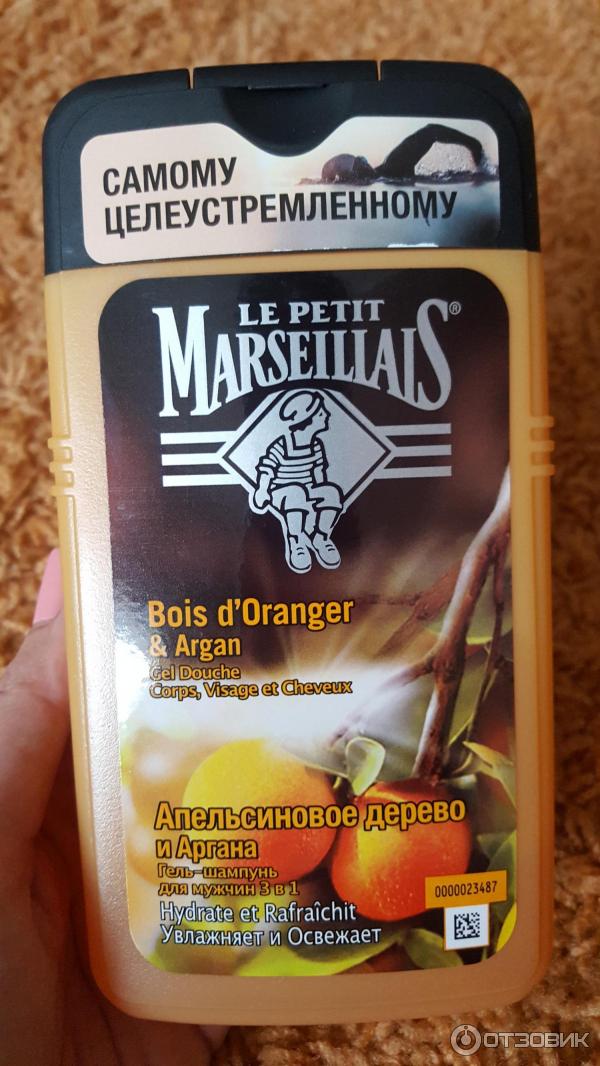 САМОМУ
ЦЕЛЕУСТРЕМЛЕННОМУ
LE PETIT
MARSEILLAIS®
Bois d'Oranger
& Argan
Gel Douche
Corps, Visage et Cheveux
Апельсиновое дерево
и Аргана
Гель-шампунь
для мужчин 3 в 1
0000023487
Hydrate et Rafraîchit
Увлажняет и Освежает
ОТЗОВИК